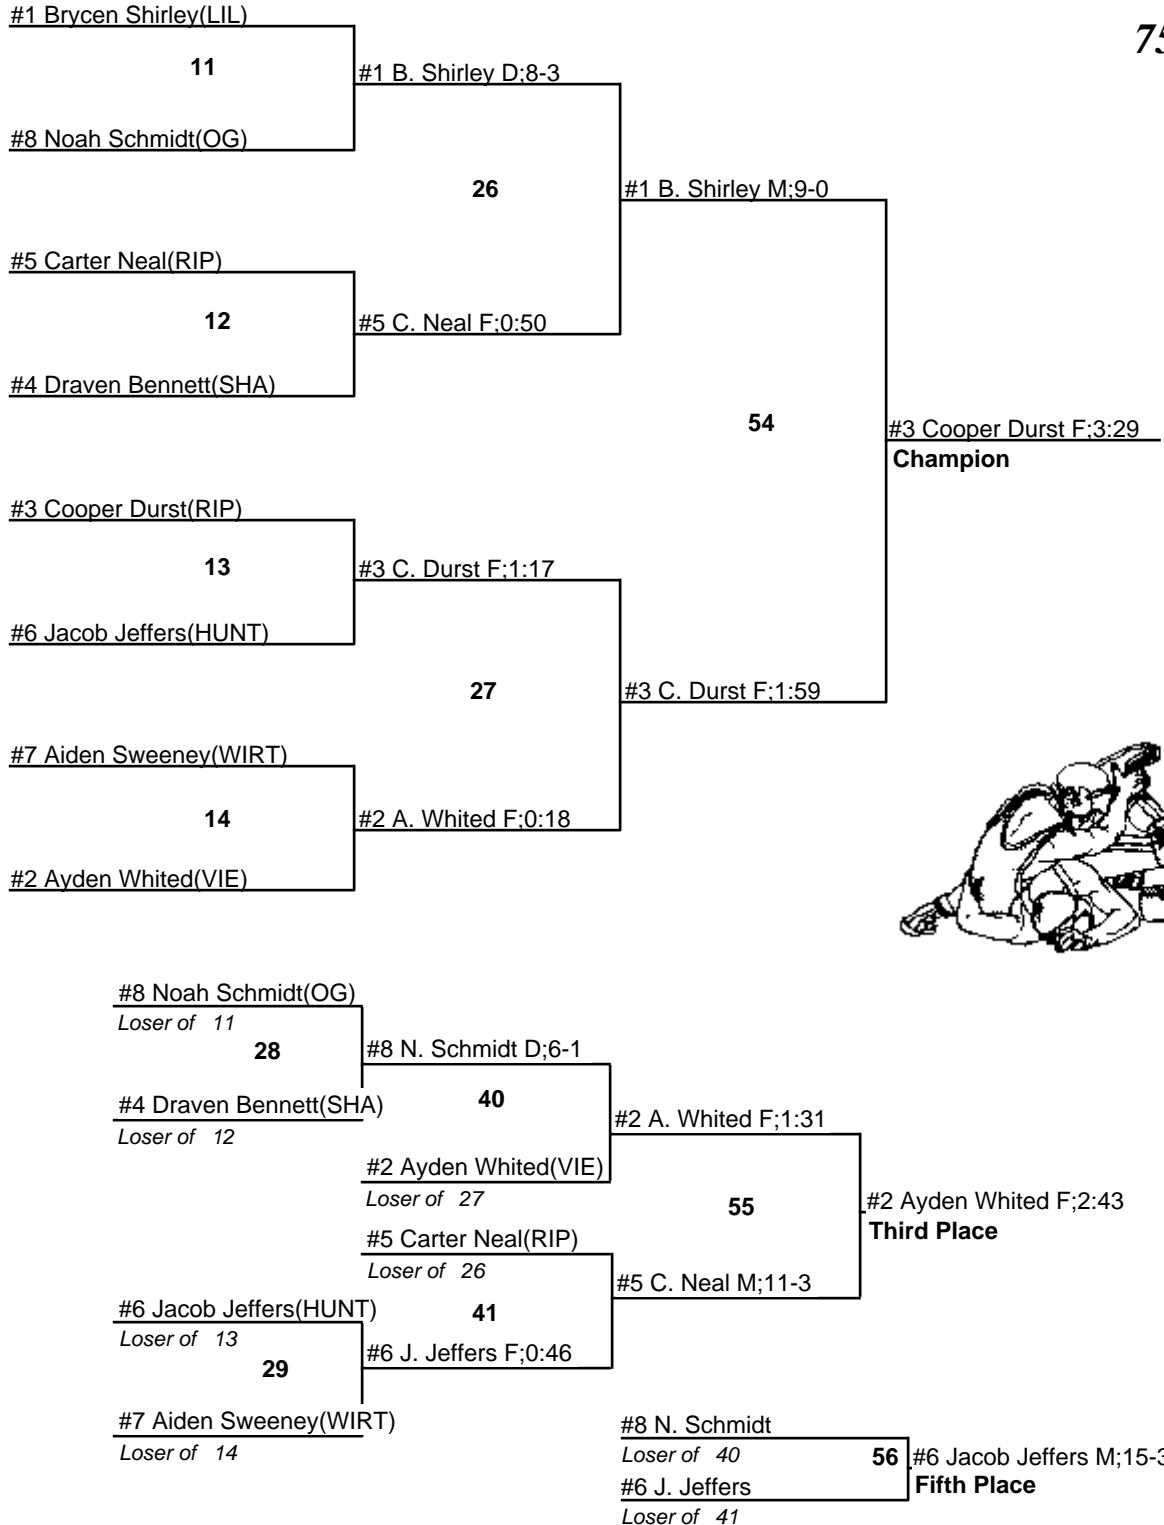 #1 Brycen Shirley(LIL)
75
11
#1 B. Shirley D;8-3
#8 Noah Schmidt(OG)
26
#1 B. Shirley M;9-0
#5 Carter Neal(RIP)
12
#5 C. Neal F;0:50
#4 Draven Bennett(SHA)
54
#3 Cooper Durst F;3:29
Champion
#3 Cooper Durst(RIP)
13
#3 C. Durst F;1:17
#6 Jacob Jeffers(HUNT)
27
#3 C. Durst F;1:59
#7 Aiden Sweeney(WIRT)
14
#2 A. Whited F;0:18
#2 Ayden Whited(VIE)
#8 Noah Schmidt(OG)
Loser of 11
28
#8 N. Schmidt D;6-1
#4 Draven Bennett(SHA)
Loser of 12
40
#2 A. Whited F;1:31
#2 Ayden Whited(VIE)
Loser of 27
55
#2 Ayden Whited F;2:43
Third Place
#5 Carter Neal(RIP)
Loser of 26
#5 C. Neal M;11-3
#6 Jacob Jeffers(HUNT)
Loser of 13
41
29
#6 J. Jeffers F;0:46
#7 Aiden Sweeney(WIRT)
Loser of 14
#8 N. Schmidt
Loser of 40
56
#6 Jacob Jeffers M;15-3
Fifth Place
#6 J. Jeffers
Loser of 41